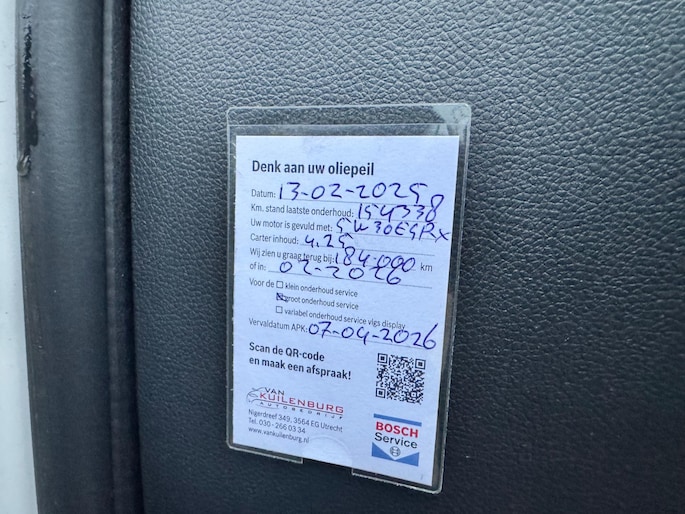 Denk aan uw oliepeil
Datum: 13-02-2025
Km. stand laatste onderhoud: 154338
Uw motor is gevuld met: 5W30EGRX
Carter inhoud: 4,25
Wij zien u graag terug bij: 184.000 km
of in: 02-2026
Voor de klein onderhoud service
groot onderhoud service
variabel onderhoud service vlgs display
Vervaldatum APK: 07-04-2026
Scan de QR-code
en maak een afspraak!
VAN
KUILENBURG
AUTOBEDRIJF
Nigerdreef 349, 3564 EG Utrecht
Tel. 030 - 266 03 34
www.vankuilenburg.nl
BOSCH
Service